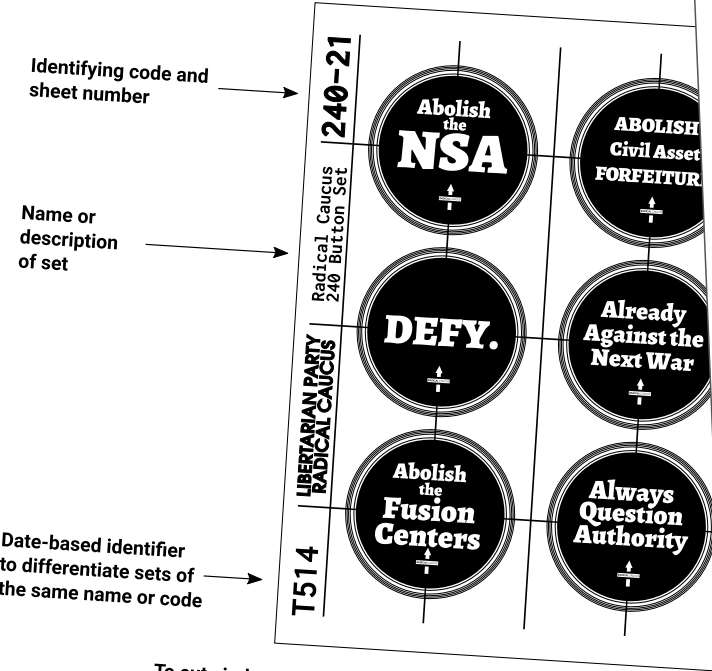 Identifying code and
sheet number
Name or
description
of set
Date-based identifier
to differentiate sets of
the same name or code
240-21
Radical Caucus
240 Button Set
LIBERTARIAN PARTY
RADICAL CAUCUS
T514
Abolish
the
NSA
ABOLISH
Civil Asset
DEFY.
Already
Against the
Next War
Abolish
the
Fusion
Centers
Always
Question
Authority